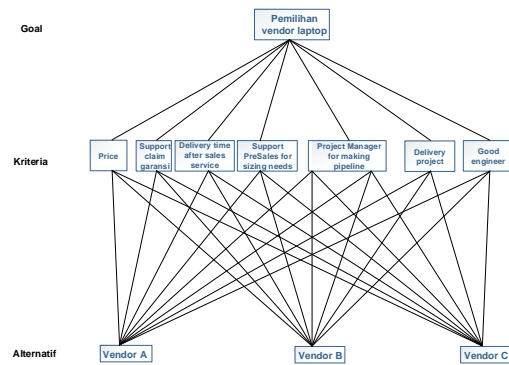 Goal
Pemilihan
vendor laptop
Kriteria
Price
Support
claim
garansi
Delivery time
after sales
service
Support
PreSales for
sizing needs
Project Manager
for making
pipeline
Delivery
project
Good
engineer
Alternatif
Vendor A
Vendor B
Vendor C